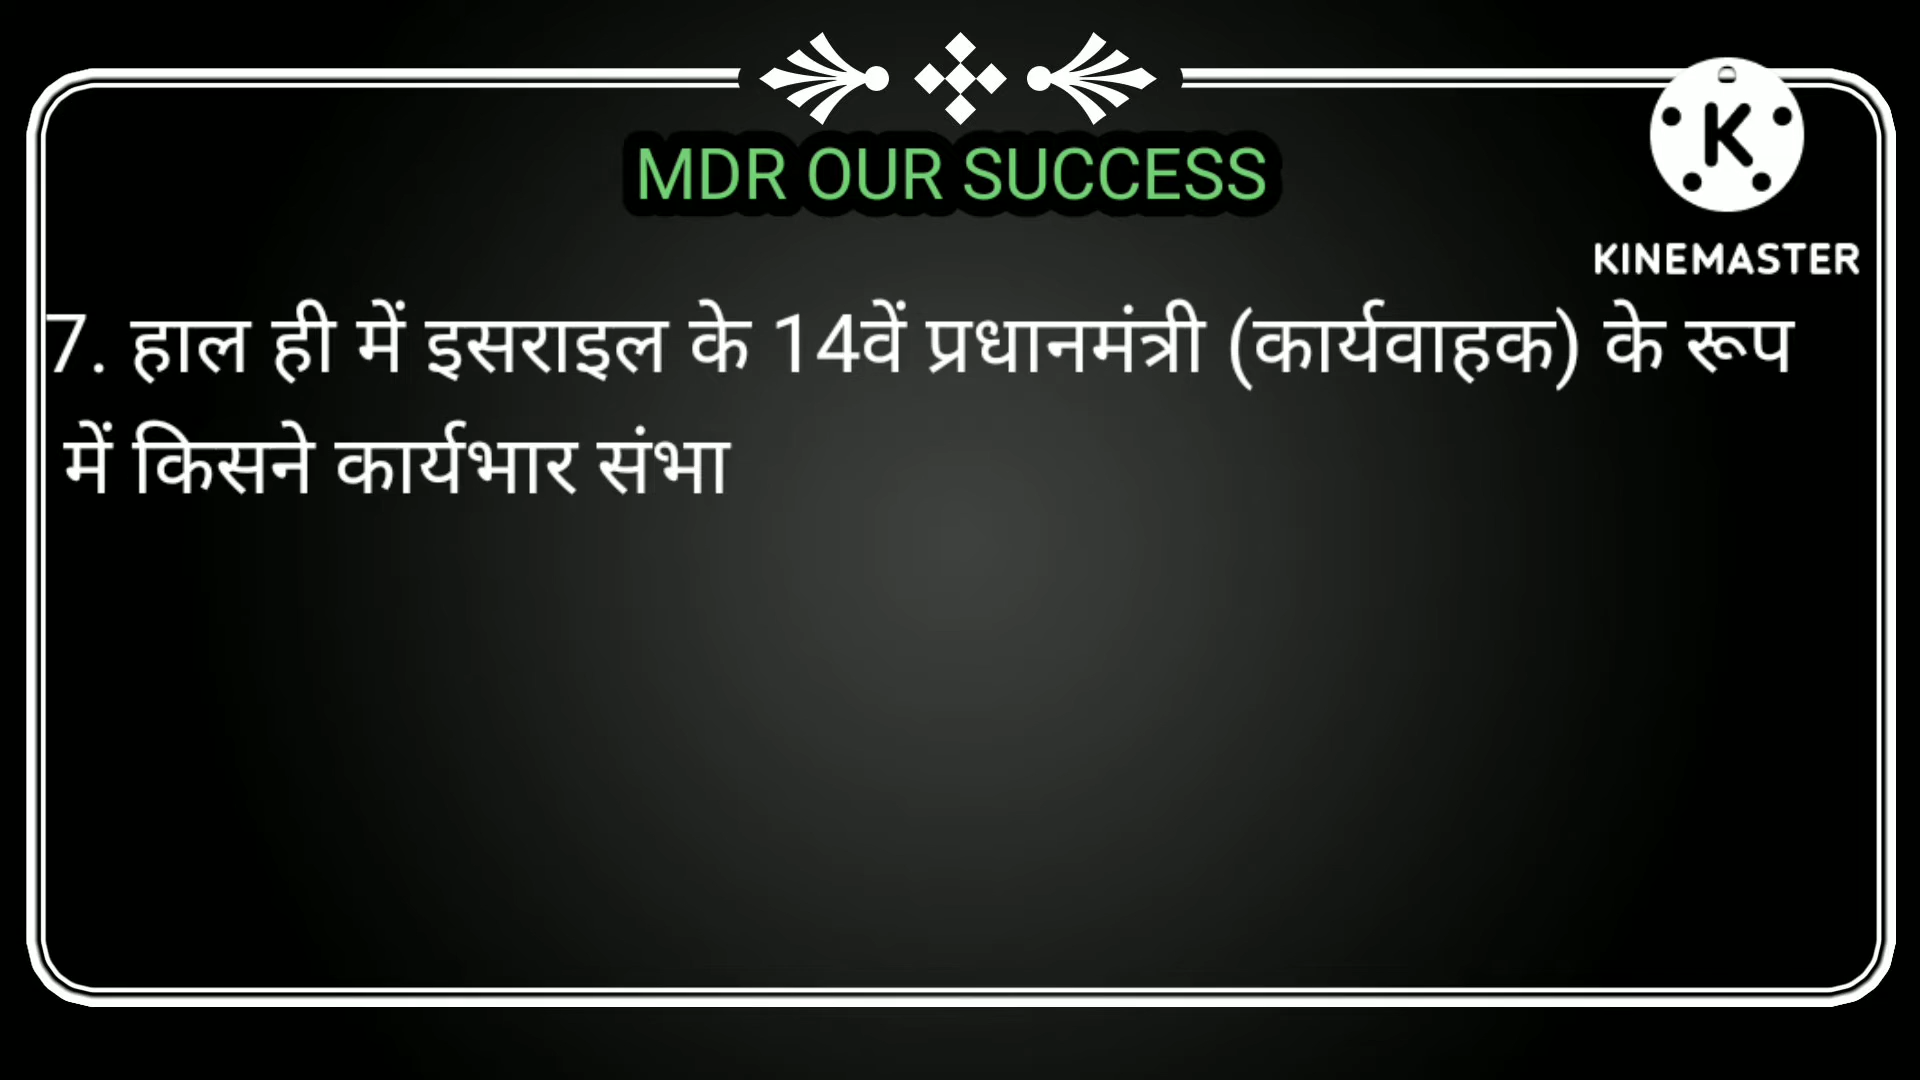 MDR OUR SUCCESS
K
KINEMASTER
7. हाल ही में इसराइल के 14वें प्रधानमंत्री (कार्यवाहक) के रूप
में किसने कार्यभार संभा